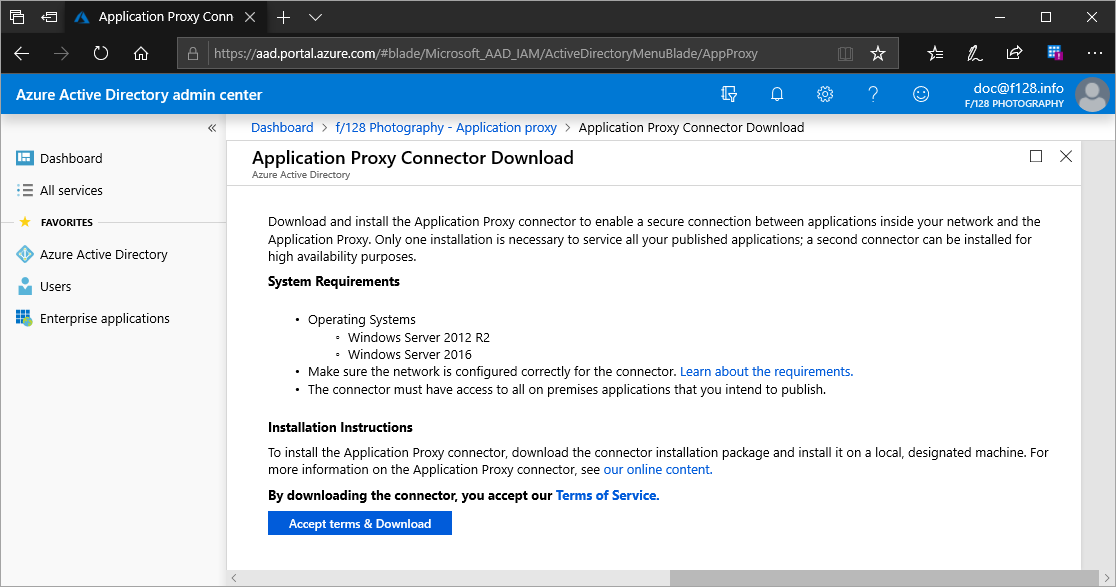 Application Proxy Conn
https://aad.portal.azure.com/#blade/Microsoft_AAD_IAM/ActiveDirectoryMenuBlade/AppProxy
Azure Active Directory admin center
doc@f128.info
F/128 PHOTOGRAPHY
Dashboard > f/128 Photography - Application proxy > Application Proxy Connector Download
Dashboard
All services
FAVORITES
Azure Active Directory
Users
Enterprise applications
Application Proxy Connector Download
Azure Active Directory
Download and install the Application Proxy connector to enable a secure connection between applications inside your network and the
Application Proxy. Only one installation is necessary to service all your published applications; a second connector can be installed for
high availability purposes.
System Requirements
• Operating Systems
▫ Windows Server 2012 R2
▫ Windows Server 2016
• Make sure the network is configured correctly for the connector. Learn about the requirements.
• The connector must have access to all on premises applications that you intend to publish.
Installation Instructions
To install the Application Proxy connector, download the connector installation package and install it on a local, designated machine. For
more information on the Application Proxy connector, see our online content.
By downloading the connector, you accept our Terms of Service.
Accept terms & Download